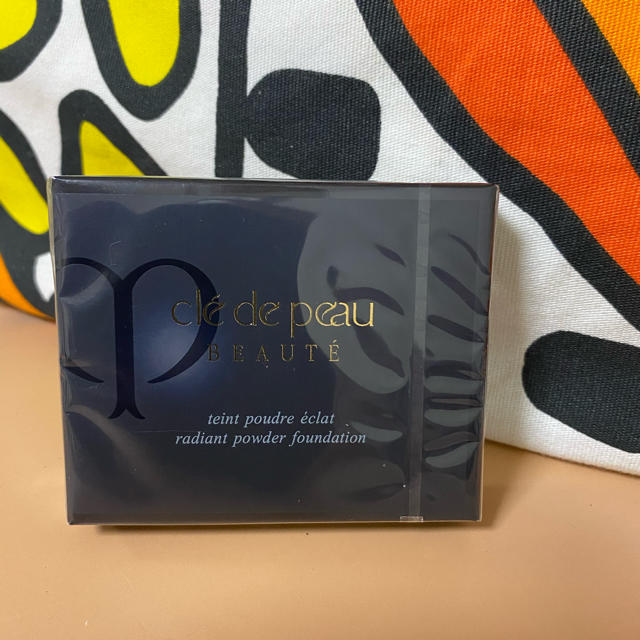 clé de peau
BEAUTÉ
teint poudre éclat
radiant powder foundation